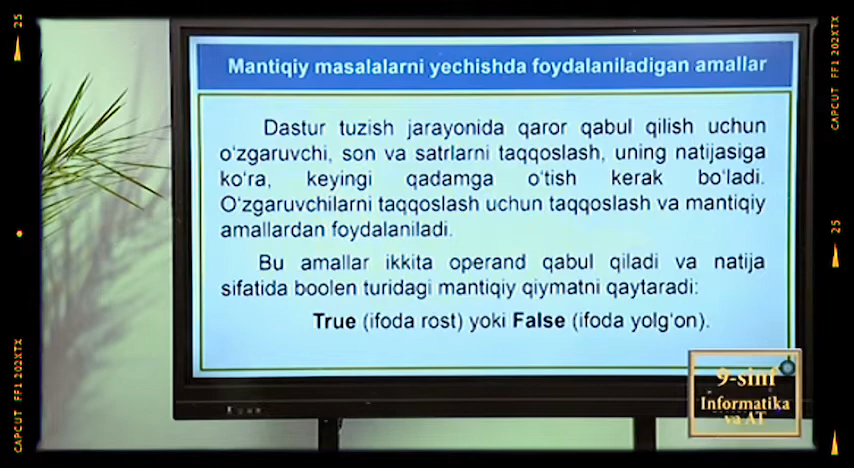 25
CAPCUT FF1 202XTX
Mantiqiy masalalarni yechishda foydalaniladigan amallar
Dastur tuzish jarayonida qaror qabul qilish uchun
o‘zgaruvchi, son va satrlarni taqqoslash, uning natijasiga
ko‘ra, keyingi qadamga o‘tish kerak bo‘ladi.
O‘zgaruvchilarni taqqoslash uchun taqqoslash va mantiqiy
amallardan foydalaniladi.
Bu amallar ikkita operand qabul qiladi va natija
sifatida boolen turidagi mantiqiy qiymatni qaytaradi:
True (ifoda rost) yoki False (ifoda yolg‘on).
9-sinf
Informatika
va AT
CAPCUT FF1 202XTX
25